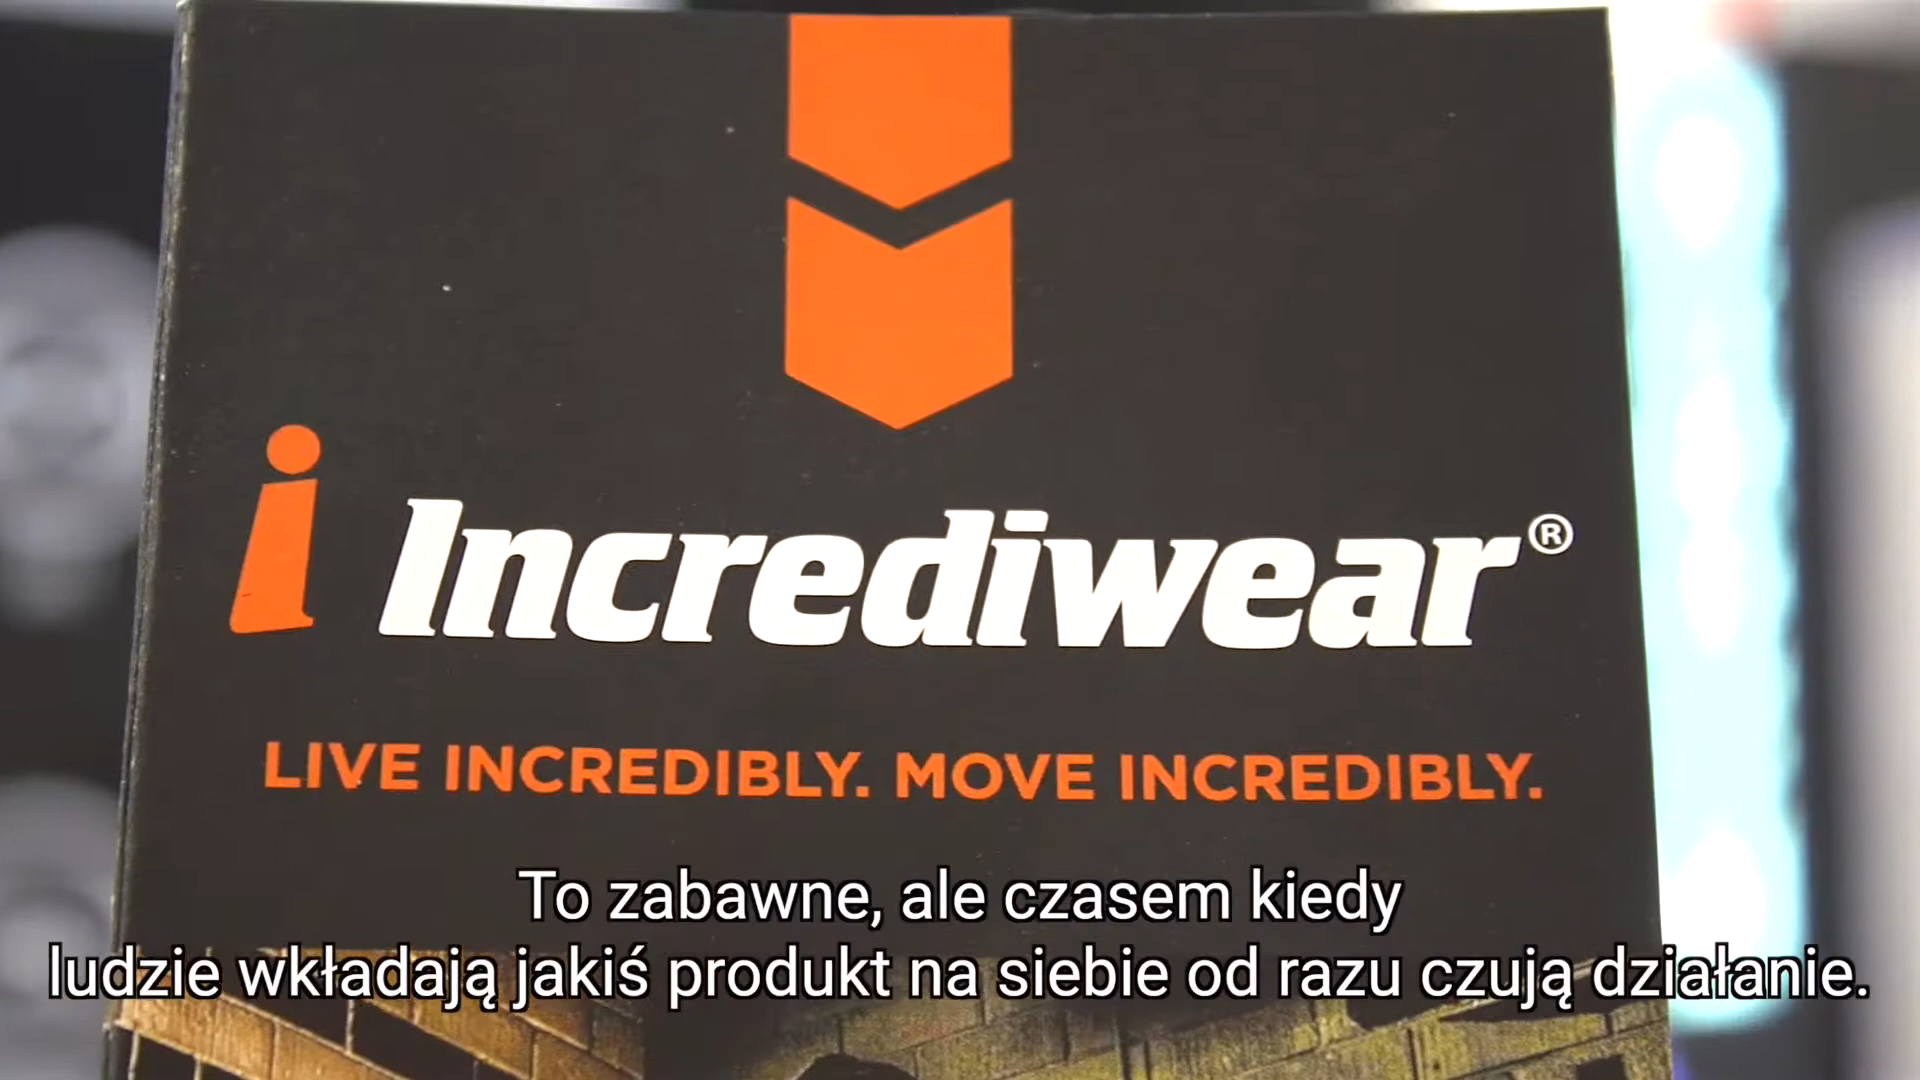 i Incrediwear®
LIVE INCREDIBLY. MOVE INCREDIBLY.
To zabawne, ale czasem kiedy
ludzie wkładają jakiś produkt na siebie od razu czują działanie.